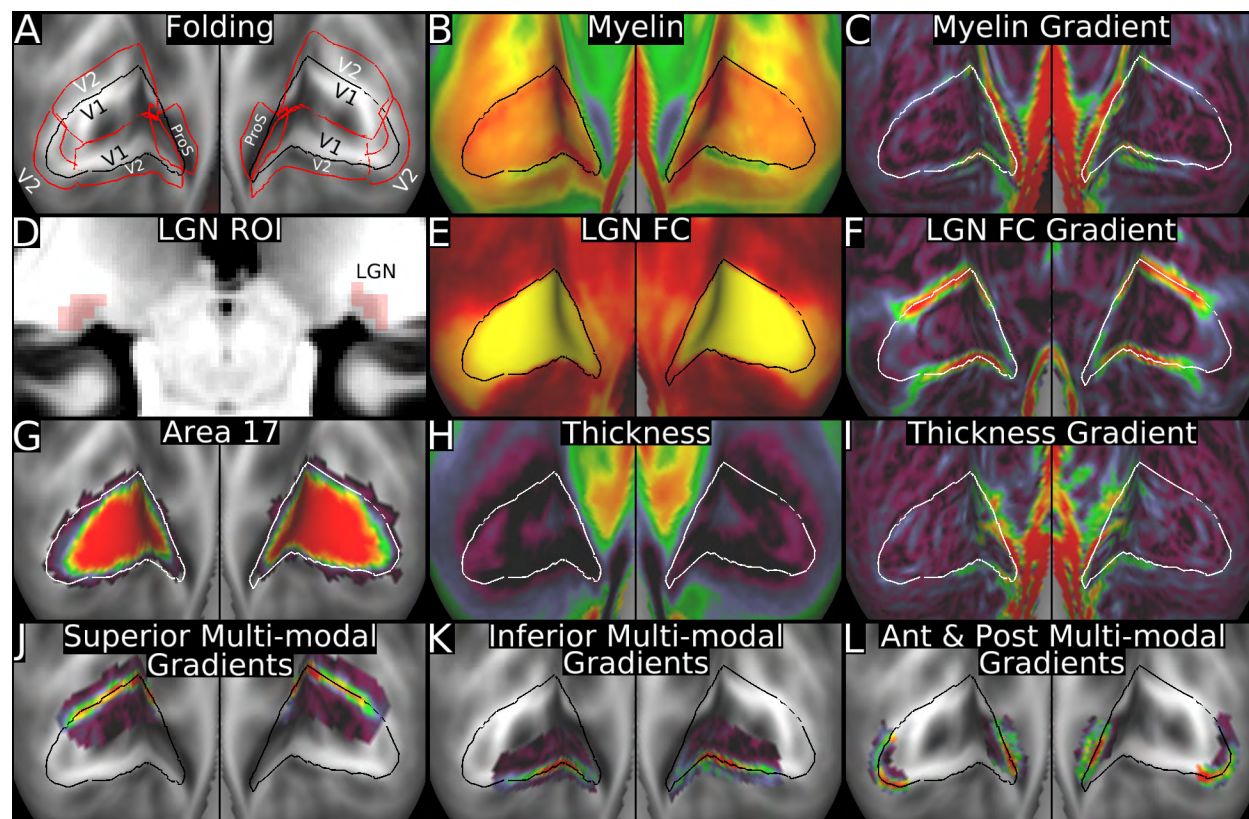 A
Folding
V2
V1
V1
V2
V2
ProS
V2
V1
V1
V2
V2
ProS
B
Myelin
C
Myelin Gradient
D
LGN ROI
LGN
E
LGN FC
F
LGN FC Gradient
G
Area 17
H
Thickness
I
Thickness Gradient
J
Superior Multi-modal
Gradients
K
Inferior Multi-modal
Gradients
L
Ant & Post Multi-modal
Gradients